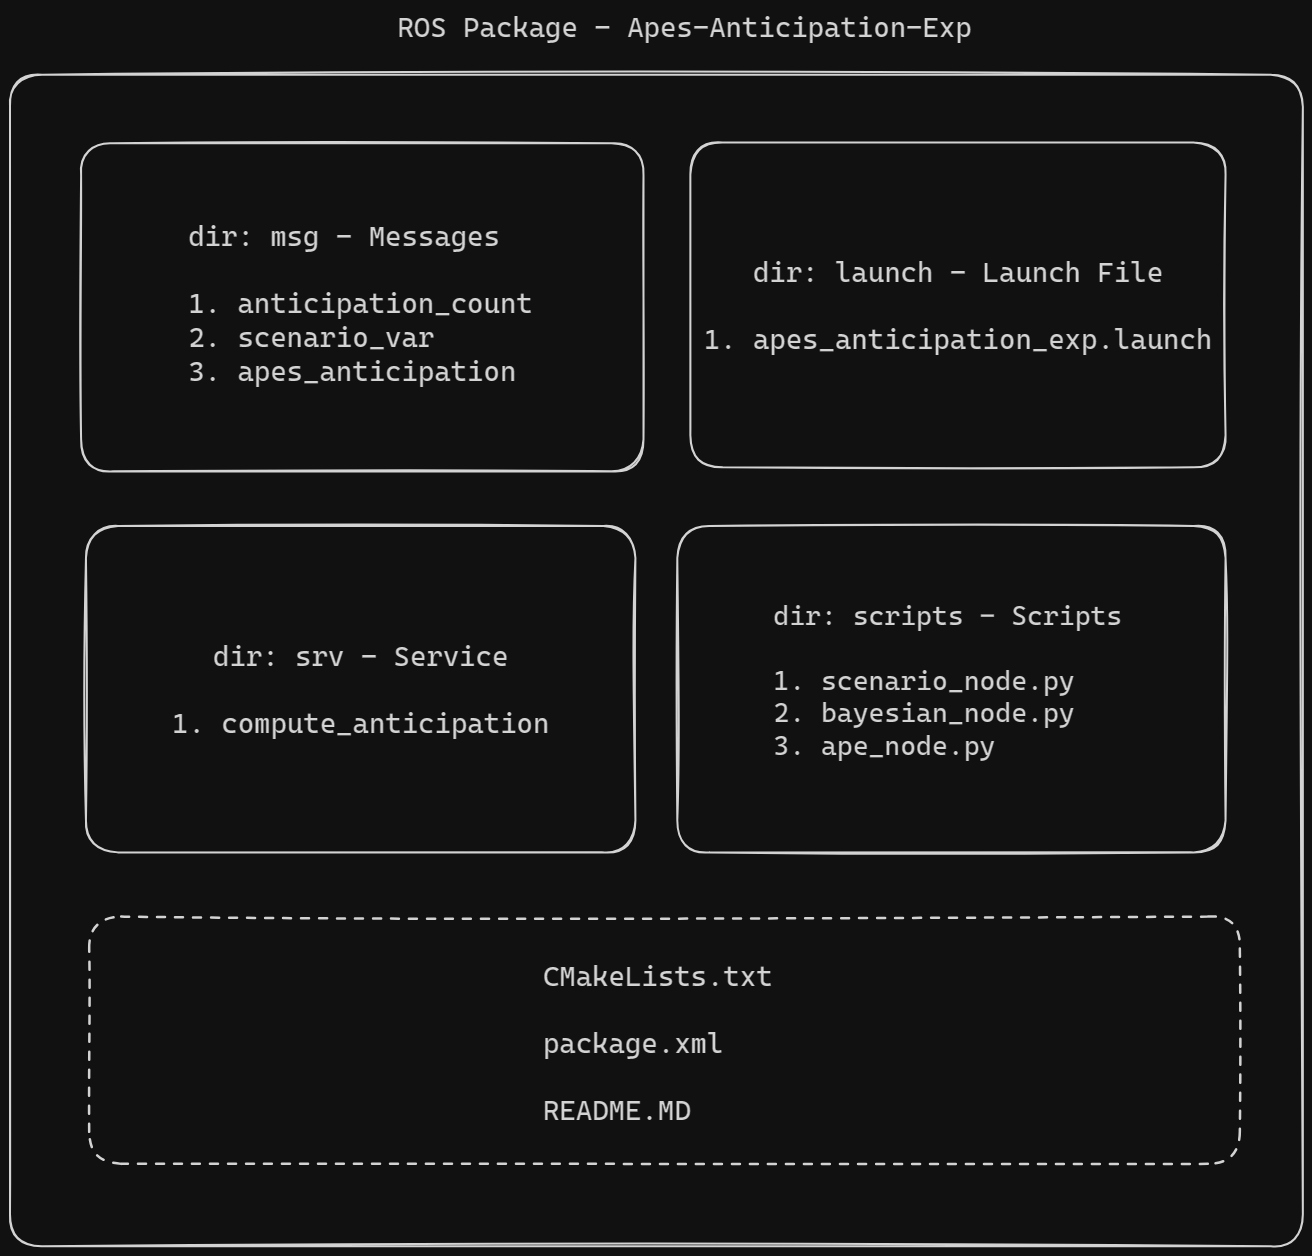 ROS Package - Apes-Anticipation-Exp
dir: msg - Messages
1. anticipation_count
2. scenario_var
3. apes_anticipation
dir: launch - Launch File
1. apes_anticipation_exp.launch
dir: srv - Service
1. compute_anticipation
dir: scripts - Scripts
1. scenario_node.py
2. bayesian_node.py
3. ape_node.py
CMakeLists.txt
package.xml
README.MD